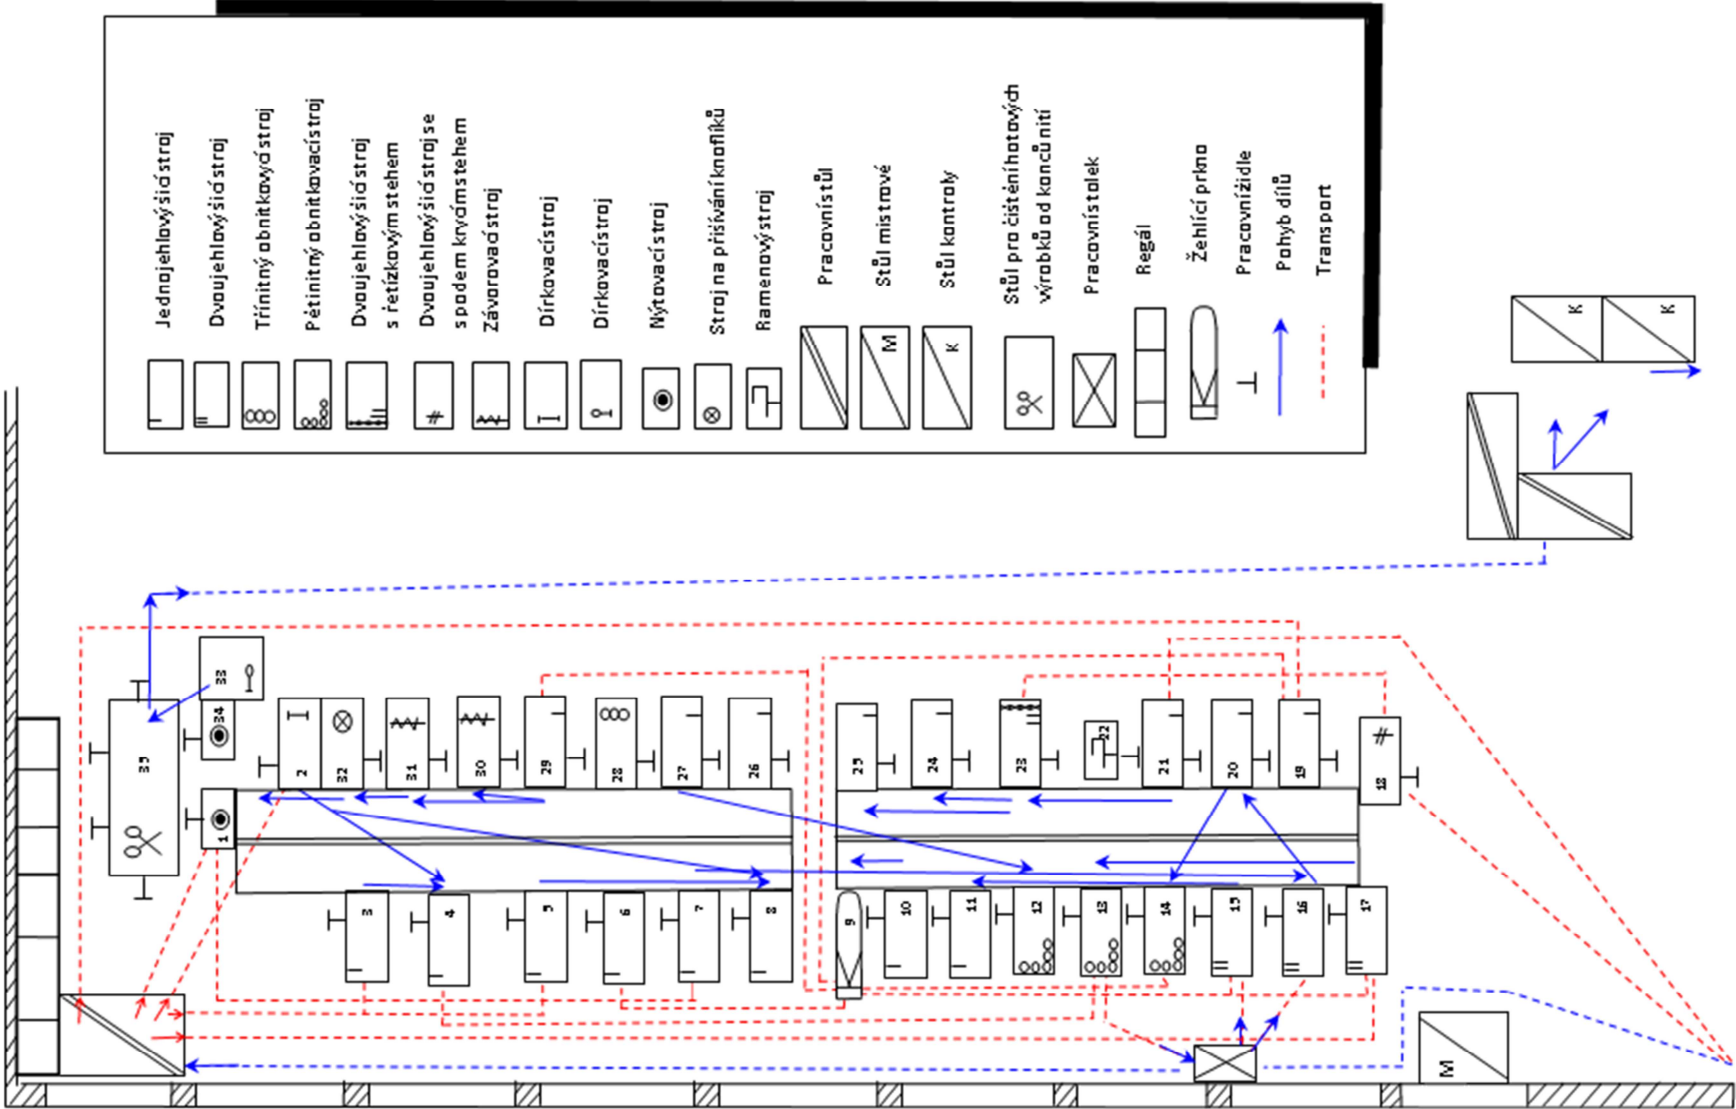 Jednojehlový šicí stroj
Dvoujehlový šicí stroj
Třínitný obnitkovací stroj
Pětinitný obnitkovací stroj
Dvoujehlový šicí stroj
s řetízkovým stehem
Dvoujehlový šicí stroj se
spodem krycím stehem
Závorovací stroj
Dírkovací stroj
Dírkovací stroj
Nýtovací stroj
Stroj na přišívání knoflíků
Ramenový stroj
Pracovní stůl
Stůl mistrové
Stůl kontroly
Stůl pro čištění hotových
výrobků od konců nití
Pracovní stolek
Regál
Žehlící prkno
Pracovní židle
Pohyb dílů
Transport
M
K
K
K
33
34
35
1
2
32
31
30
29
28
27
26
25
24
23
22
21
20
19
18
3
4
5
6
7
8
9
10
11
12
13
14
15
16
17
M